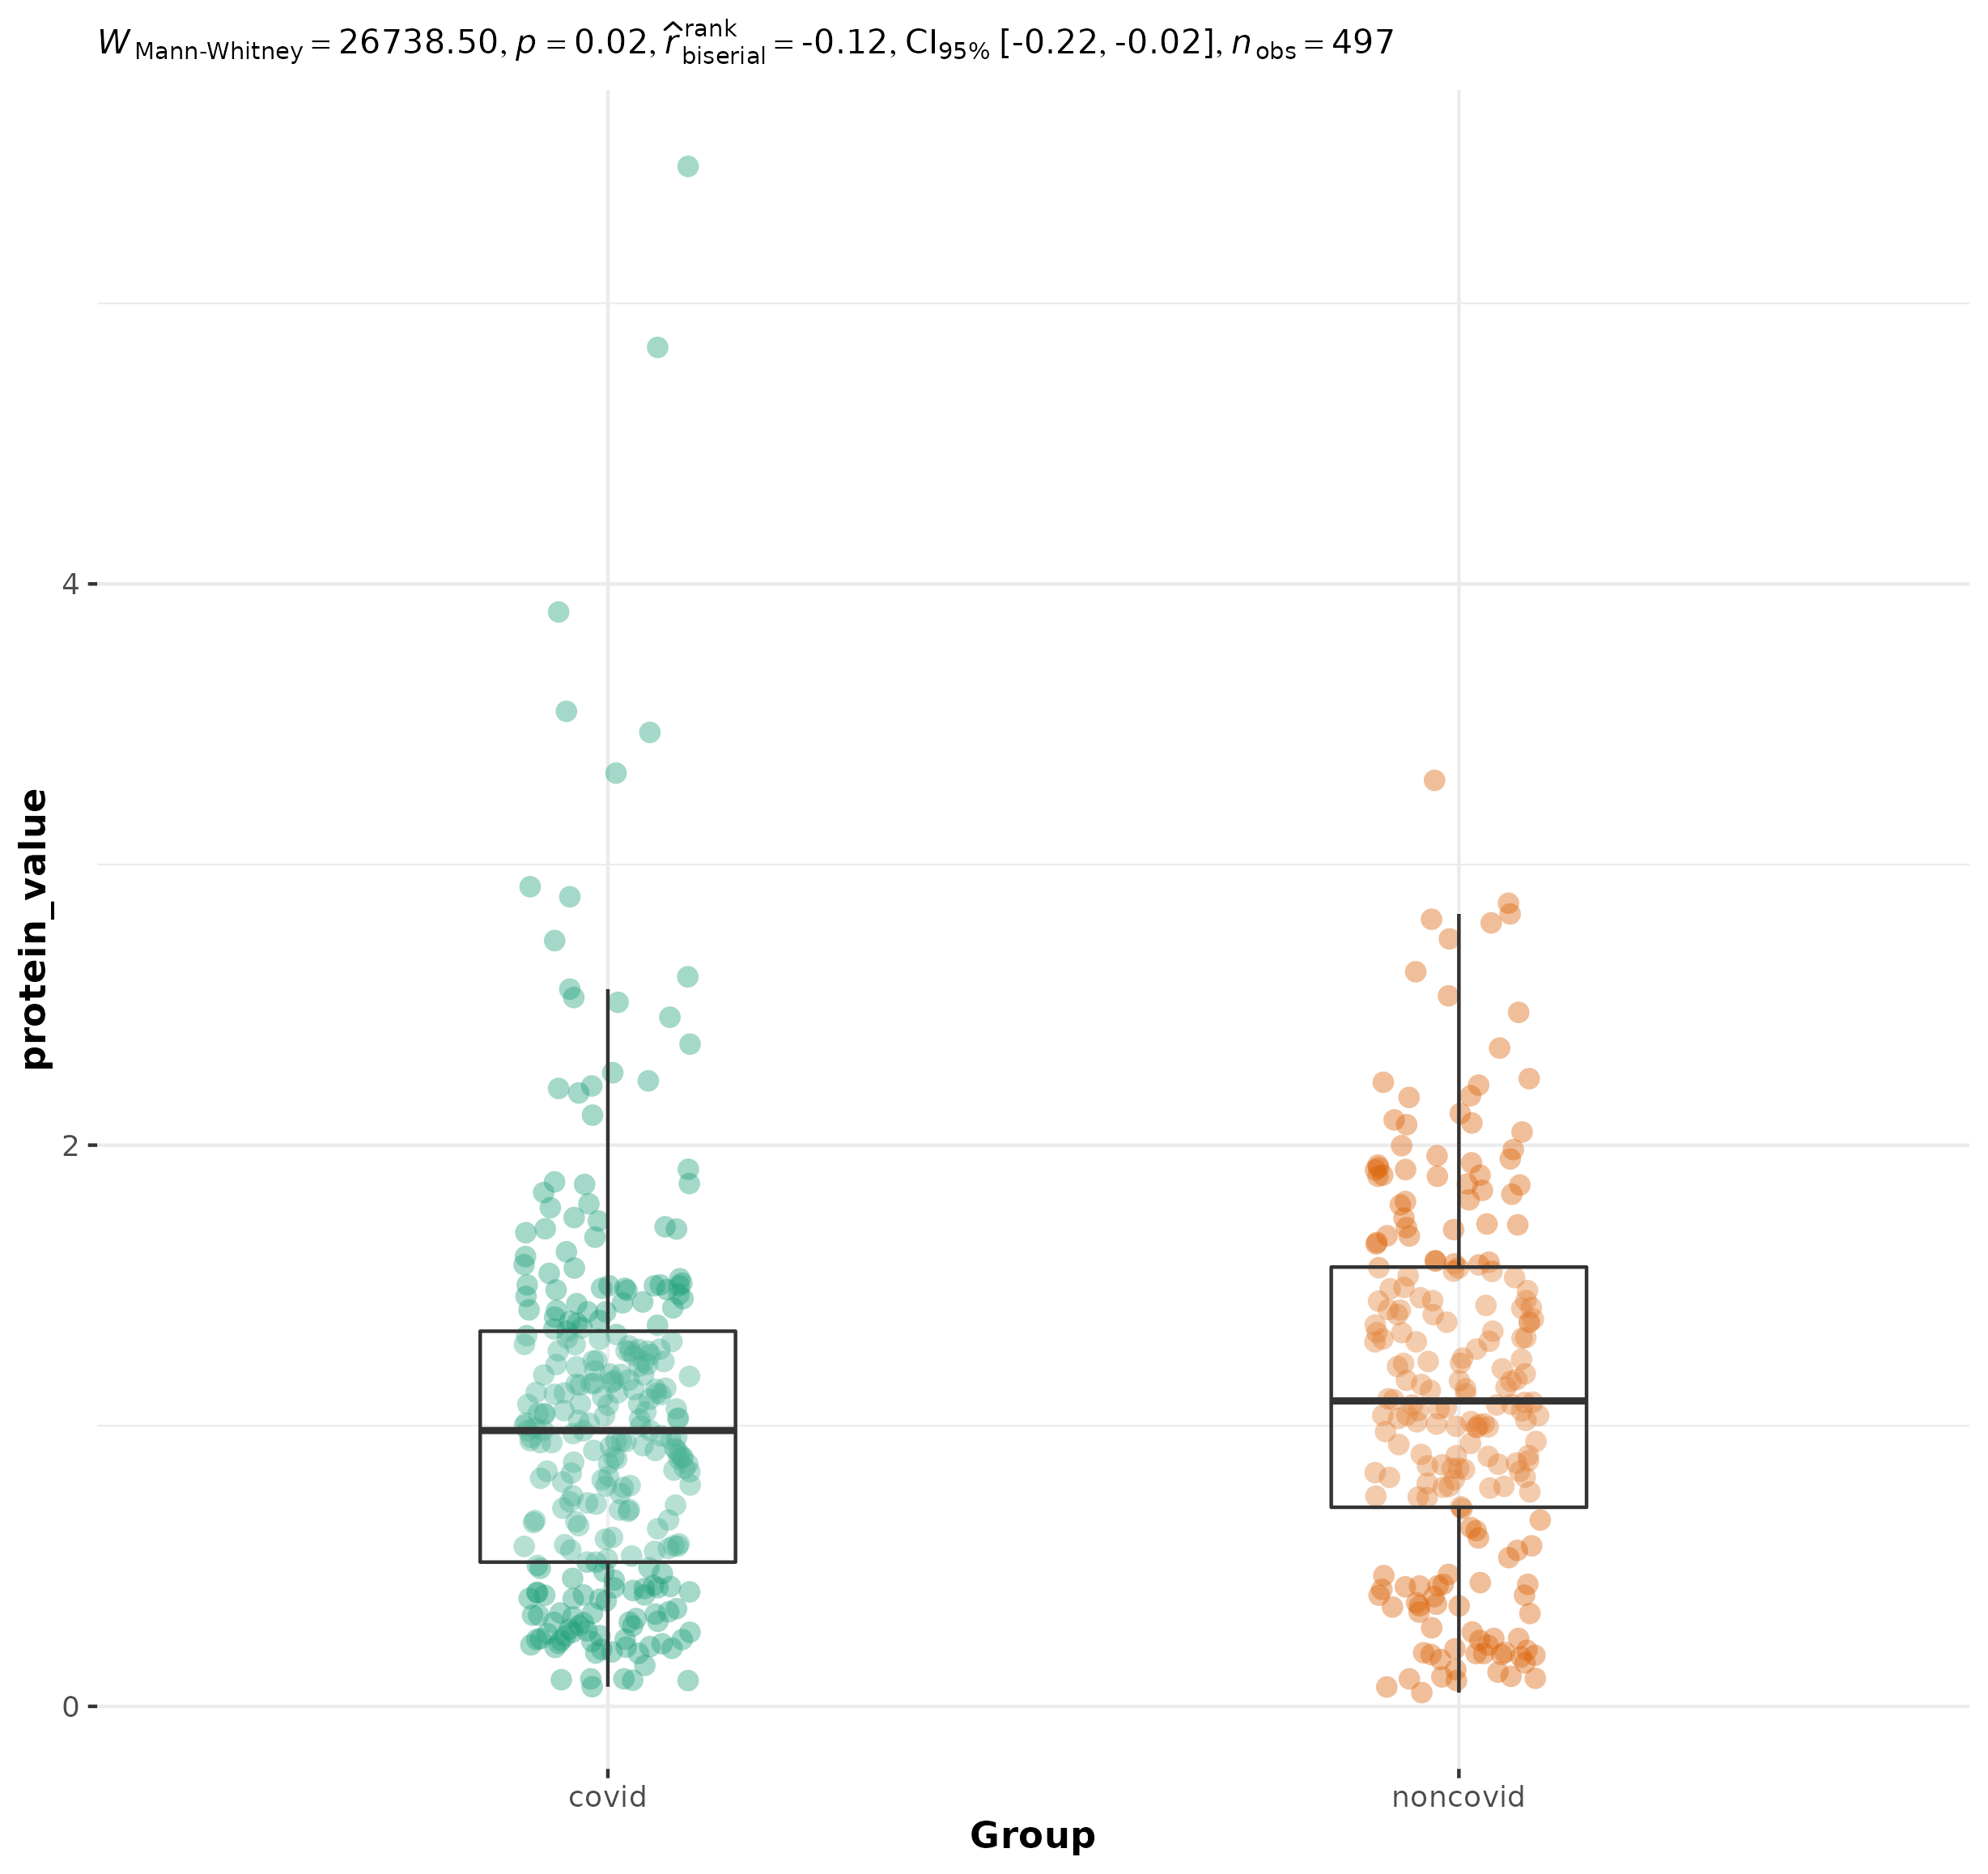 W Mann-Whitney = 26738.50, p = 0.02, r̂ rank biserial = -0.12, CI95% [-0.22, -0.02], n obs = 497
protein_value
4
2
0
covid noncovid
Group